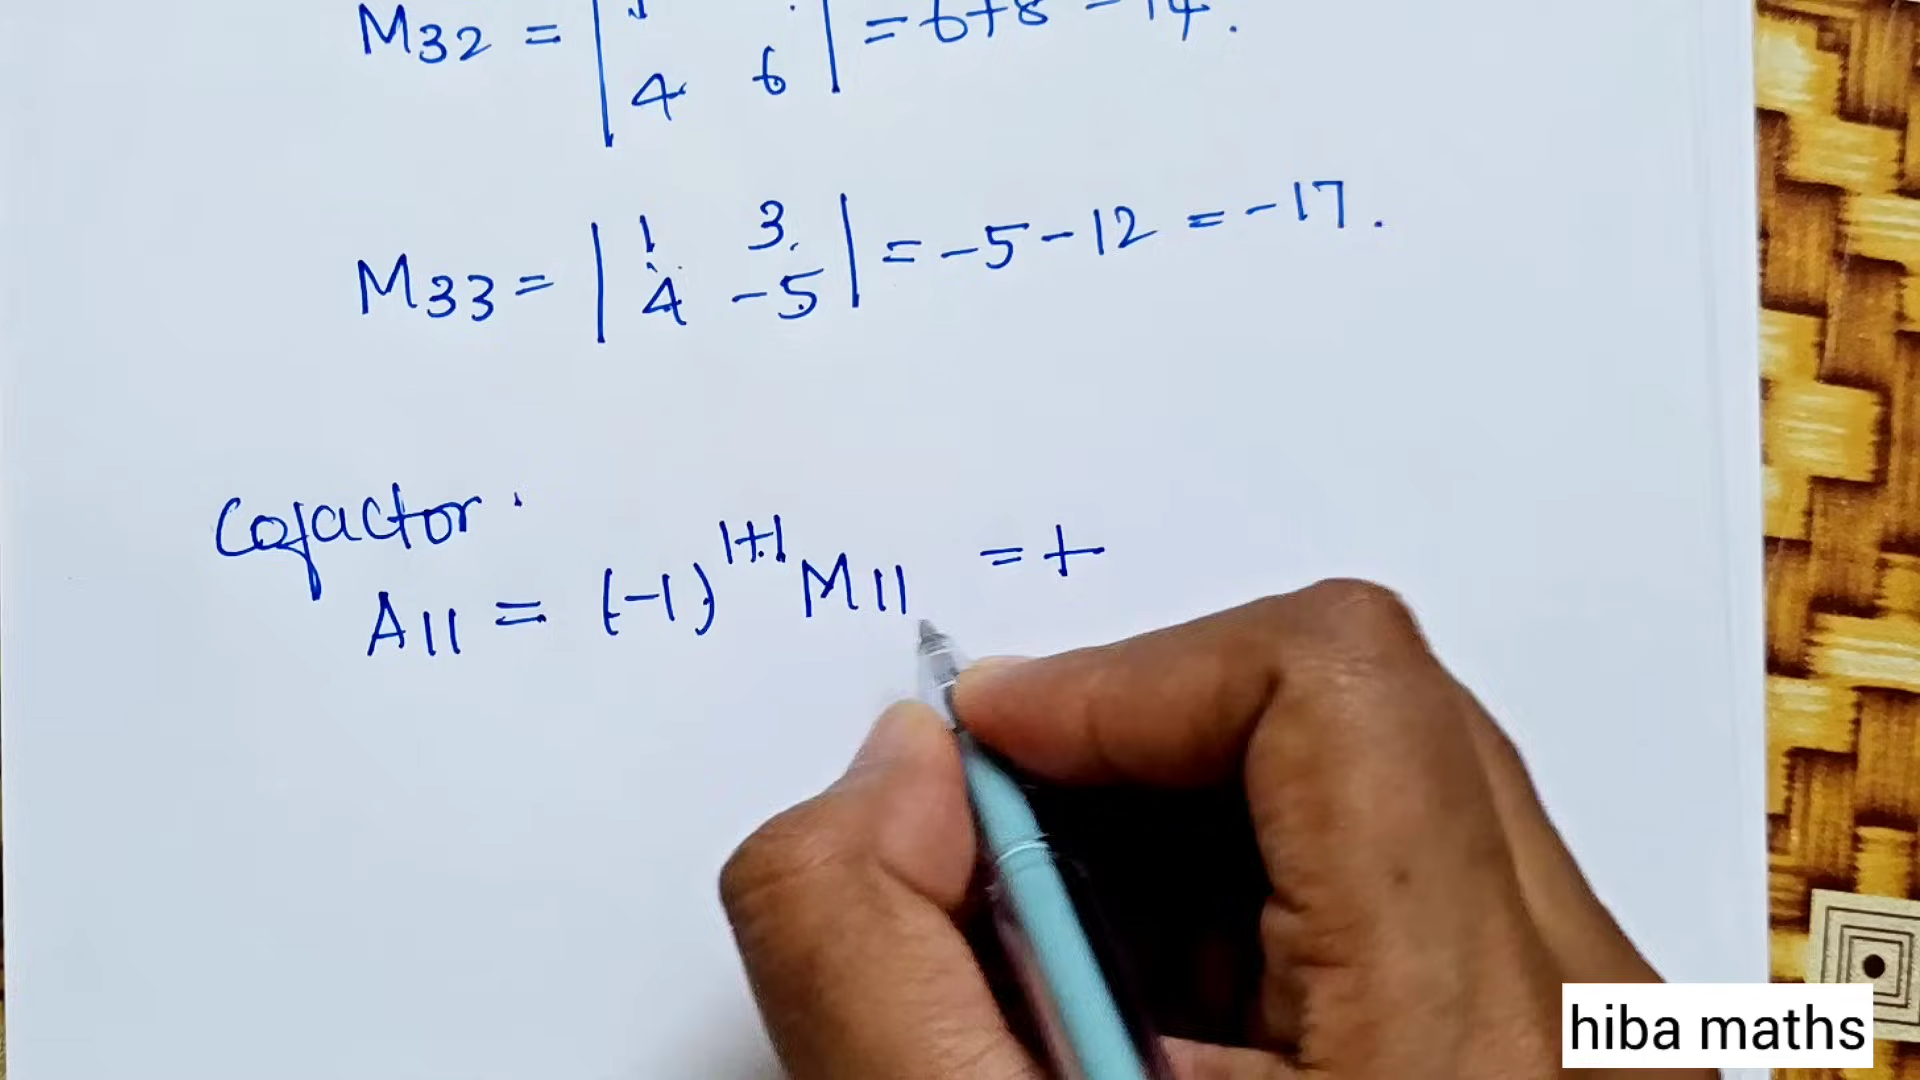 M32 = | | = 6+8 = 14.
4 6
M33 = | 1 3 | = -5-12 = -17.
4 -5
Cofactor.
A11 = (-1)^1+1 M11 = +
hiba maths